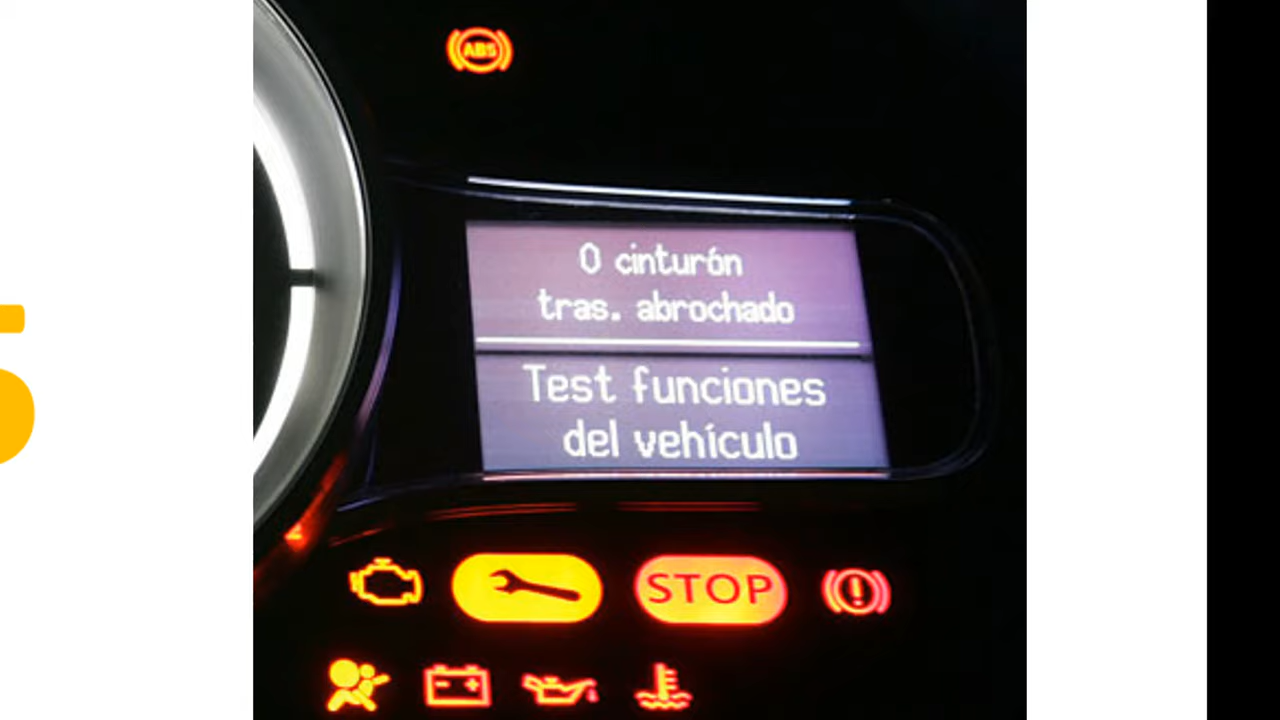 ABS
0 cinturón
tras. abrochado
Test funciones
del vehículo
STOP